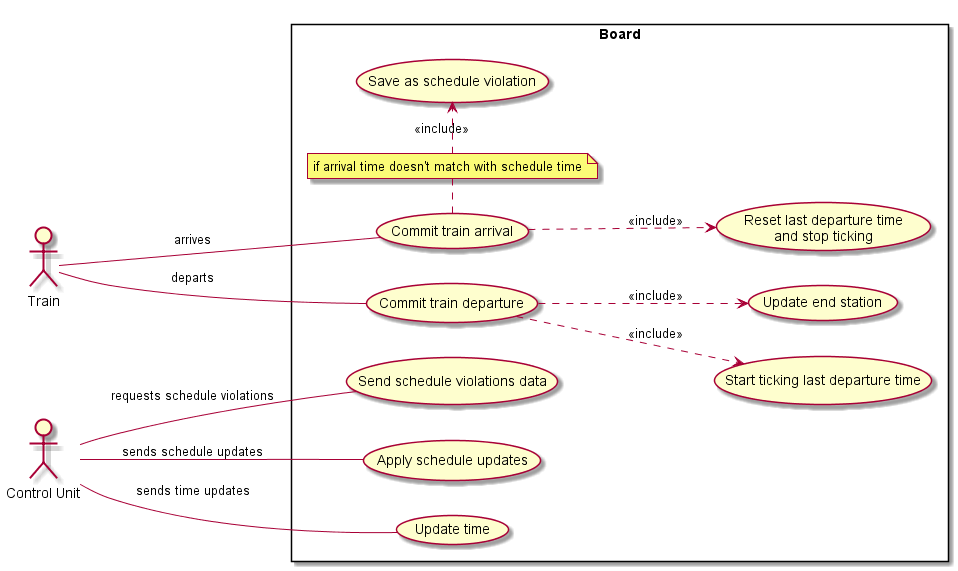 Board
Save as schedule violation
«include»
if arrival time doesn't match with schedule time
Commit train arrival
«include»
Reset last departure time
and stop ticking
arrives
Train
departs
Commit train departure
«include»
Update end station
«include»
Start ticking last departure time
Send schedule violations data
requests schedule violations
Control Unit
sends schedule updates
Apply schedule updates
sends time updates
Update time